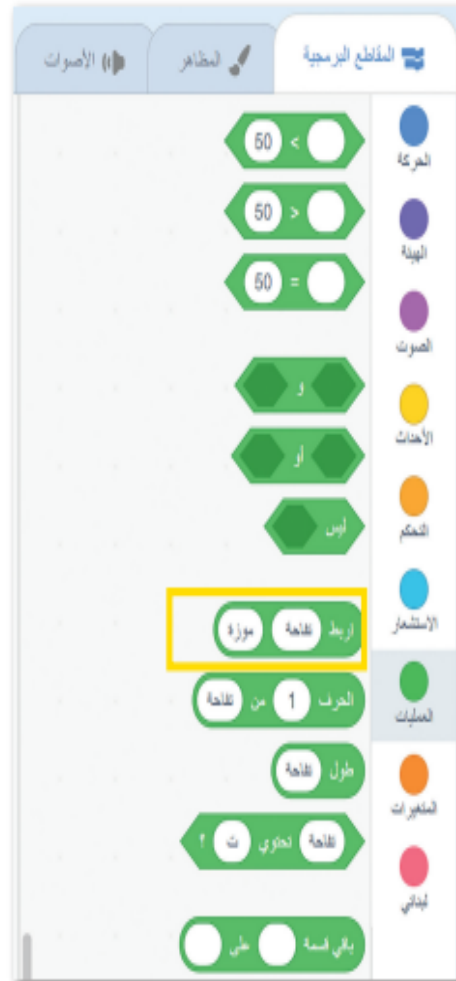 المقاطع البرمجية
المظاهر
الأصوات
الحركة
الهيئة
الصوت
الأحداث
التحكم
الاستشعار
العمليات
المتغيرات
لبناتي
< 50
> 50
= 50
و
أو
ليس
اربط تفاحة موزة
الحرف 1 من تفاحة
طول تفاحة
تفاحة تحتوي ت ؟
باقي قسمة على